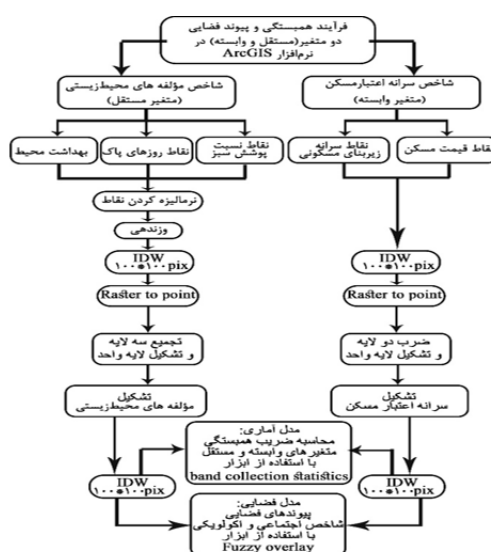 فرآیند همبستگی و پیوند فضایی
دو متغیر(مستقل و وابسته) در
نرم‌افزار ArcGIS
شاخص مؤلفه های محیط‌زیستی
(متغیر مستقل)
شاخص سرانه اعتبارمسکن
(متغیر وابسته)
بهداشت محیط
نقاط روزهای پاک
نقاط نسبت
پوشش سبز
نقاط سرانه
زیربنای مسکونی
نقاط قیمت مسکن
نرمالیزه کردن نقاط
وزندهی
IDW
۱۰۰*۱۰۰pix
IDW
۱۰۰*۱۰۰pix
Raster to point
Raster to point
تجمیع سه لایه
و تشکیل لایه واحد
ضرب دو لایه
و تشکیل لایه واحد
تشکیل
مؤلفه های محیط‌زیستی
تشکیل
سرانه اعتبار مسکن
مدل آماری:
محاسبه ضریب همبستگی
متغیرهای وابسته و مستقل
با استفاده از ابزار
band collection statistics
IDW
۱۰۰*۱۰۰pix
IDW
۱۰۰*۱۰۰pix
مدل فضایی:
پیوندهای فضایی
شاخص اجتماعی و اکولویکی
با استفاده از ابزار
Fuzzy overlay